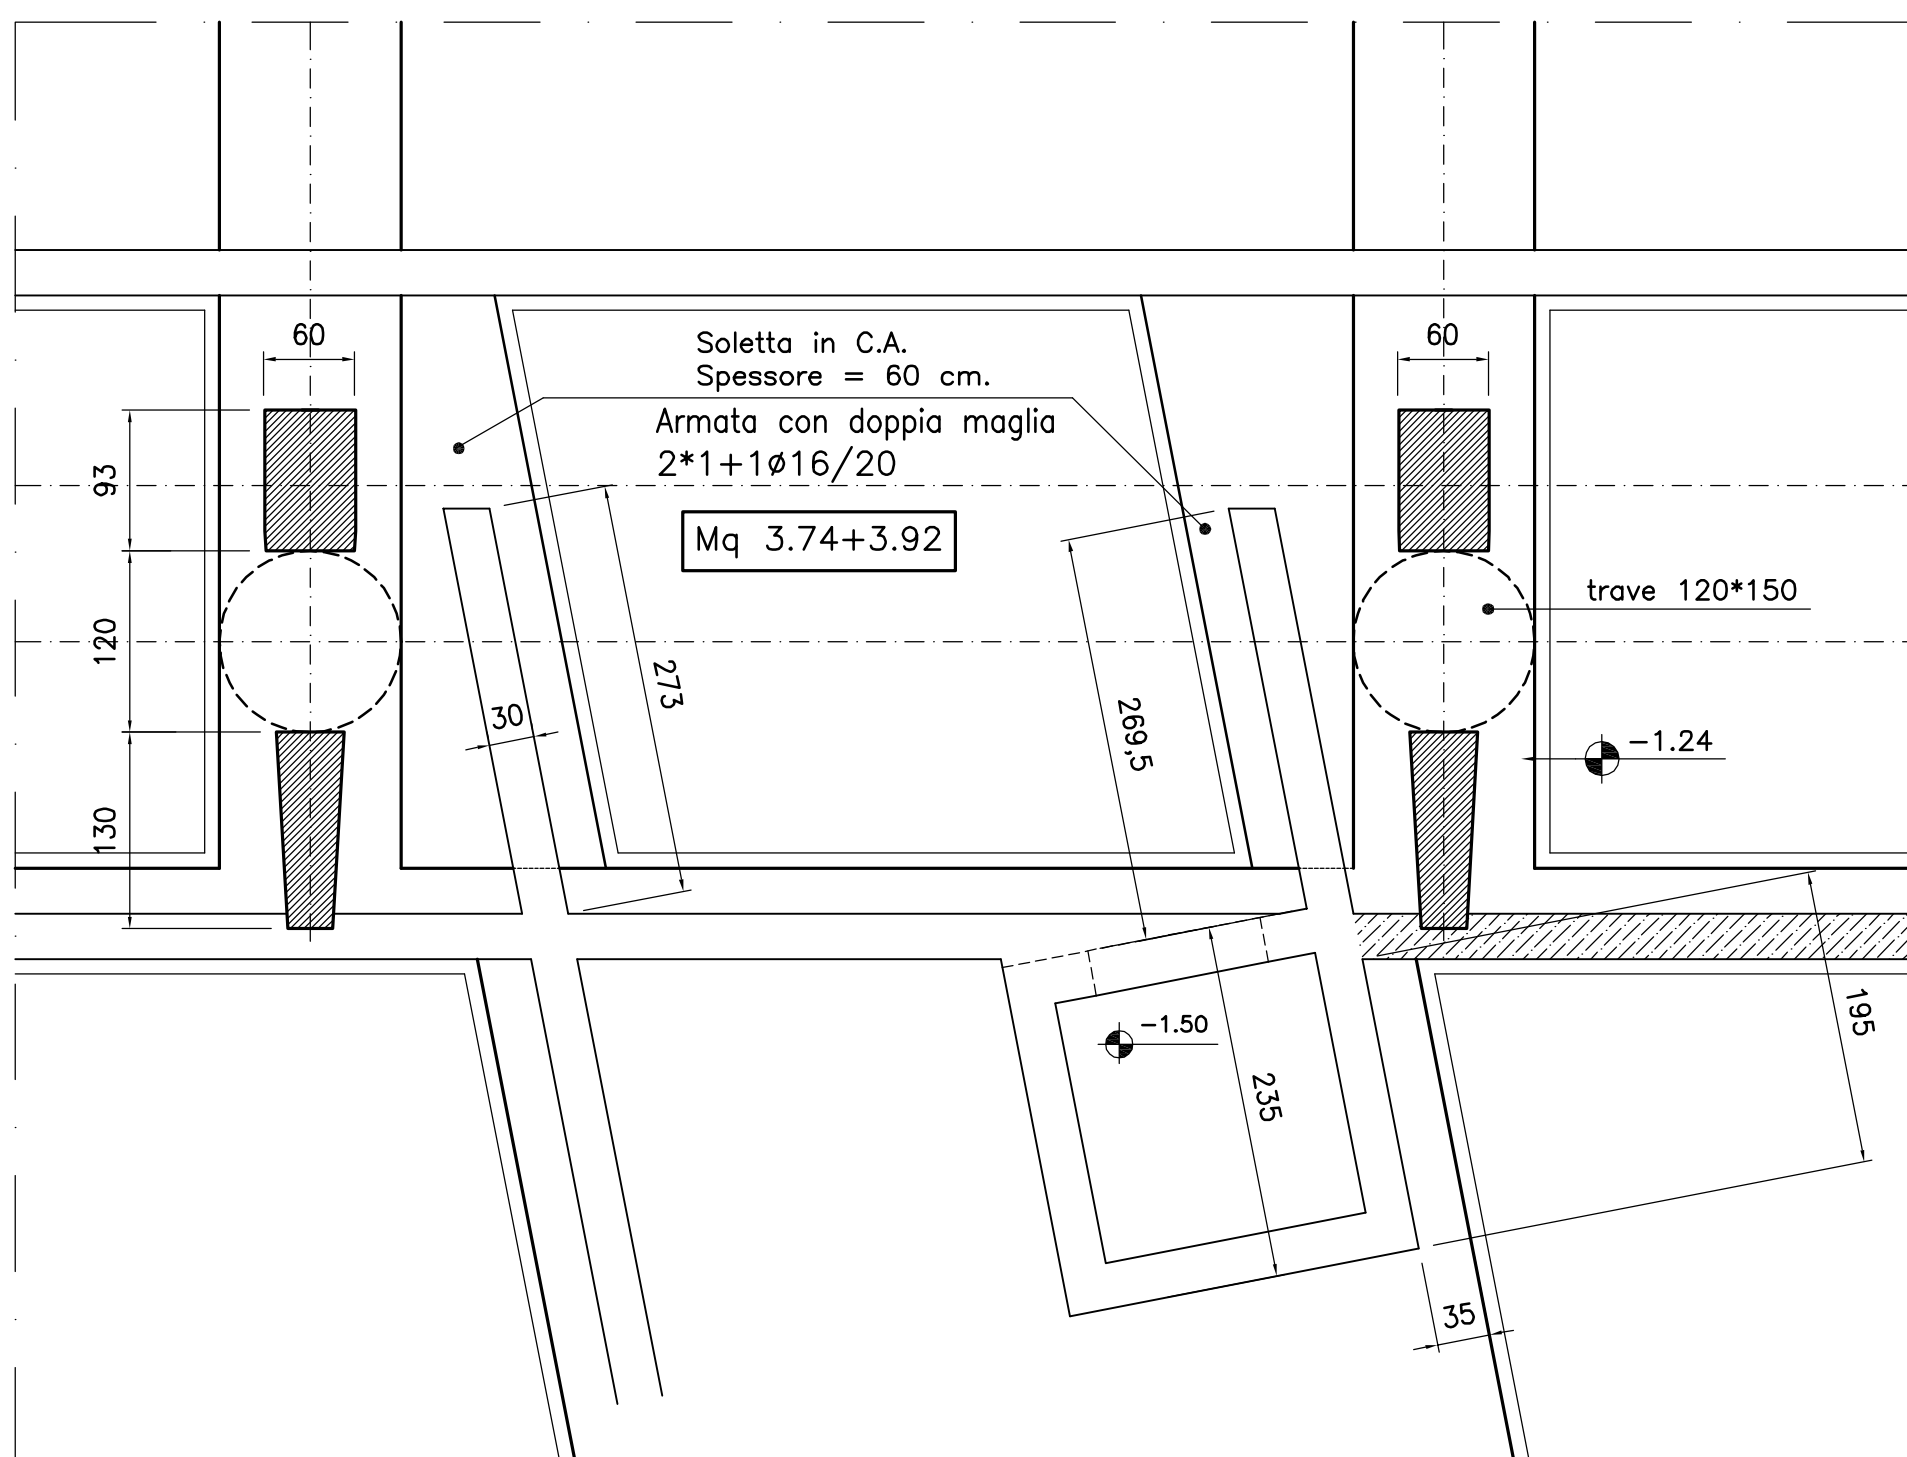 60
60
Soletta in C.A.
Spessore = 60 cm.
Armata con doppia maglia
2*1+1ø16/20
93
Mq 3.74+3.92
trave 120*150
120
273
30
269,5
-1.24
130
195
-1.50
235
35